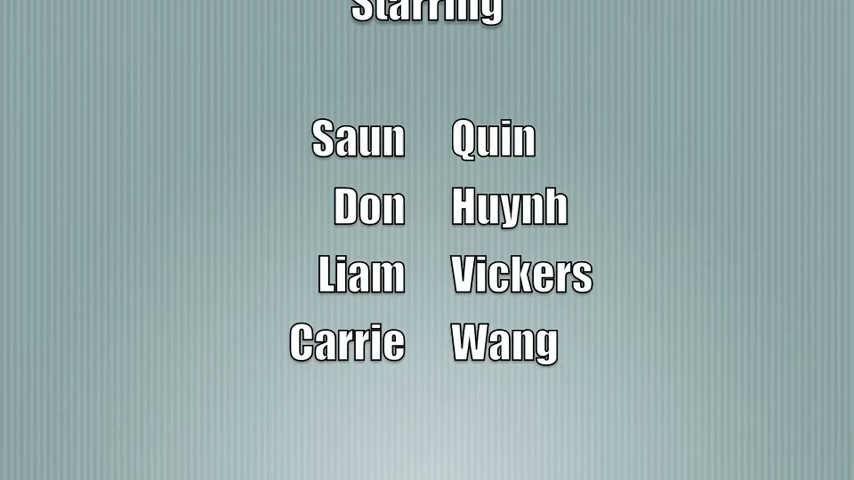 Starring
Saun Quin
Don Huynh
Liam Vickers
Carrie Wang